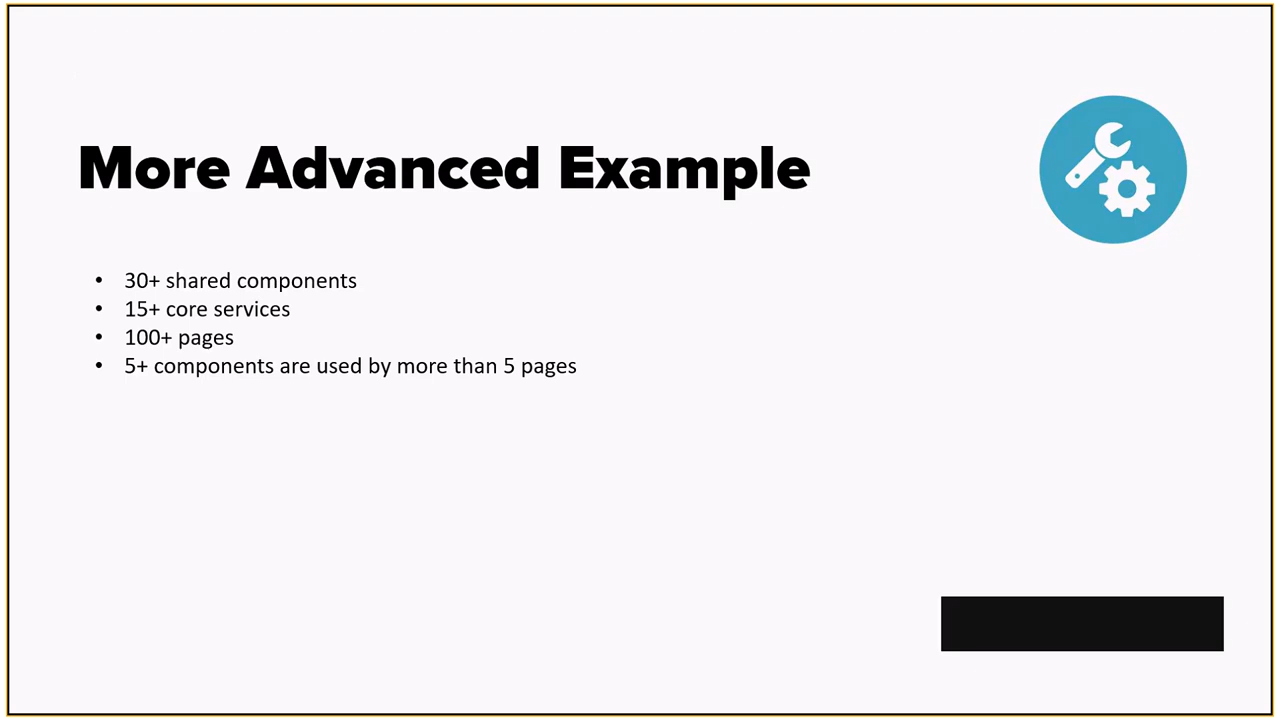 More Advanced Example
• 30+ shared components
• 15+ core services
• 100+ pages
• 5+ components are used by more than 5 pages